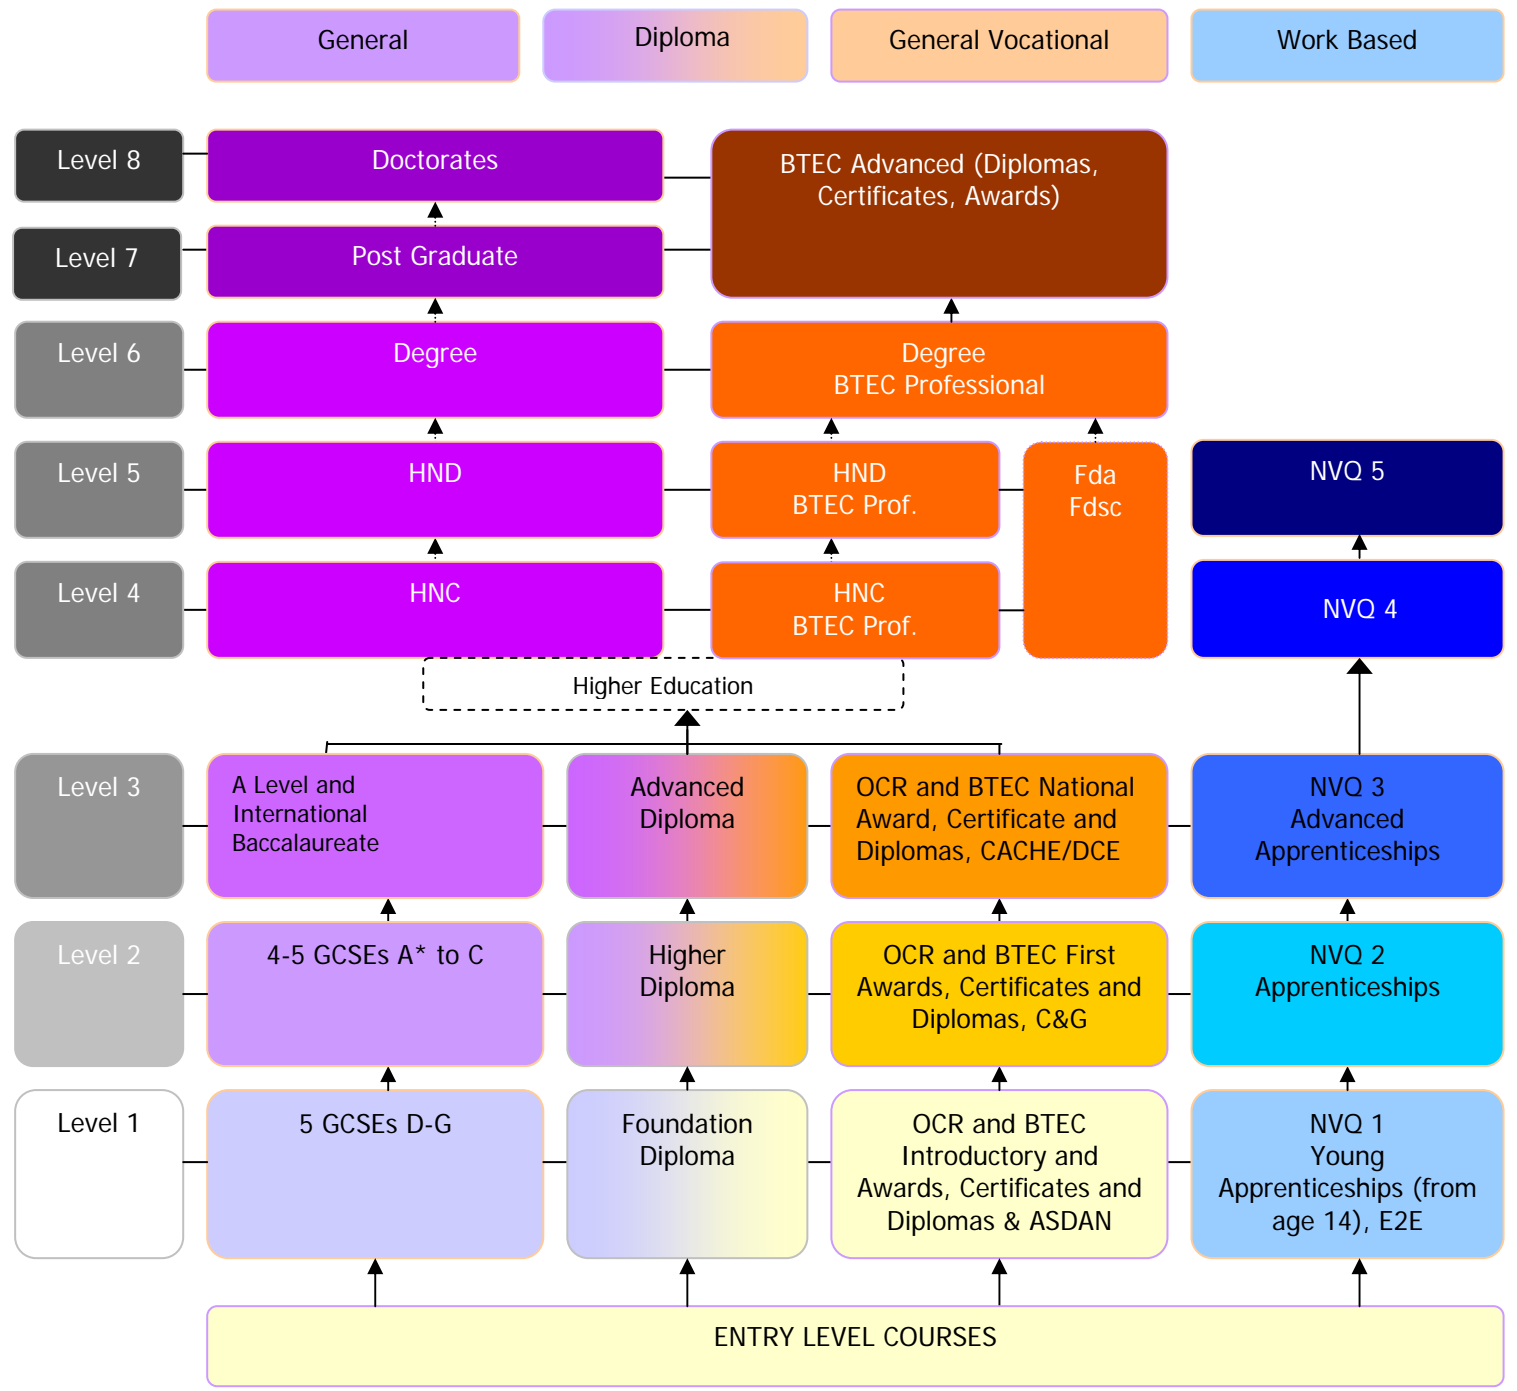 General
Diploma
General Vocational
Work Based
Level 8
Doctorates
BTEC Advanced (Diplomas,
Certificates, Awards)
Level 7
Post Graduate
Level 6
Degree
Degree
BTEC Professional
Level 5
HND
HND
BTEC Prof.
Fda
Fdsc
NVQ 5
Level 4
HNC
HNC
BTEC Prof.
NVQ 4
Higher Education
Level 3
A Level and
International
Baccalaureate
Advanced
Diploma
OCR and BTEC National
Award, Certificate and
Diplomas, CACHE/DCE
NVQ 3
Advanced
Apprenticeships
Level 2
4-5 GCSEs A* to C
Higher
Diploma
OCR and BTEC First
Awards, Certificates and
Diplomas, C&G
NVQ 2
Apprenticeships
Level 1
5 GCSEs D-G
Foundation
Diploma
OCR and BTEC
Introductory and
Awards, Certificates and
Diplomas & ASDAN
NVQ 1
Young
Apprenticeships (from
age 14), E2E
ENTRY LEVEL COURSES